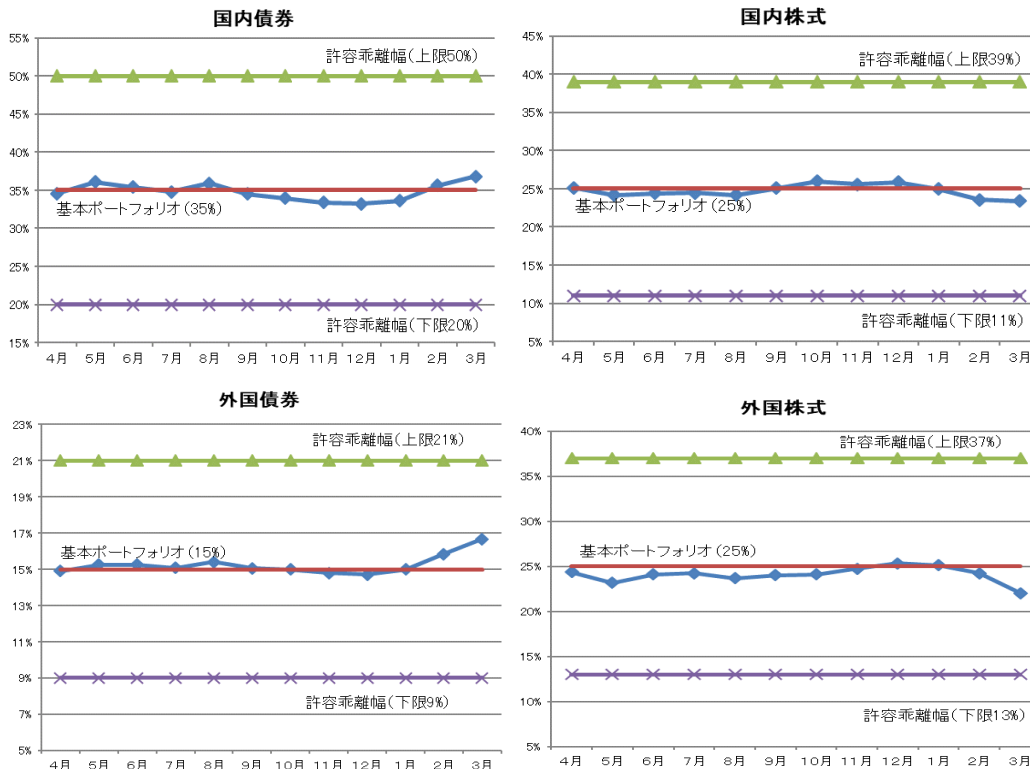 国内債券
55%
50%
45%
40%
35%
30%
25%
20%
15%
許容乖離幅(上限50%)
基本ポートフォリオ(35%)
許容乖離幅(下限20%)
4月 5月 6月 7月 8月 9月 10月 11月 12月 1月 2月 3月
国内株式
45%
40%
35%
30%
25%
20%
15%
10%
5%
許容乖離幅(上限39%)
基本ポートフォリオ(25%)
許容乖離幅(下限11%)
4月 5月 6月 7月 8月 9月 10月 11月 12月 1月 2月 3月
外国債券
23%
21%
19%
17%
15%
13%
11%
9%
7%
5%
許容乖離幅(上限21%)
基本ポートフォリオ(15%)
許容乖離幅(下限9%)
4月 5月 6月 7月 8月 9月 10月 11月 12月 1月 2月 3月
外国株式
40%
35%
30%
25%
20%
15%
10%
5%
許容乖離幅(上限37%)
基本ポートフォリオ(25%)
許容乖離幅(下限13%)
4月 5月 6月 7月 8月 9月 10月 11月 12月 1月 2月 3月